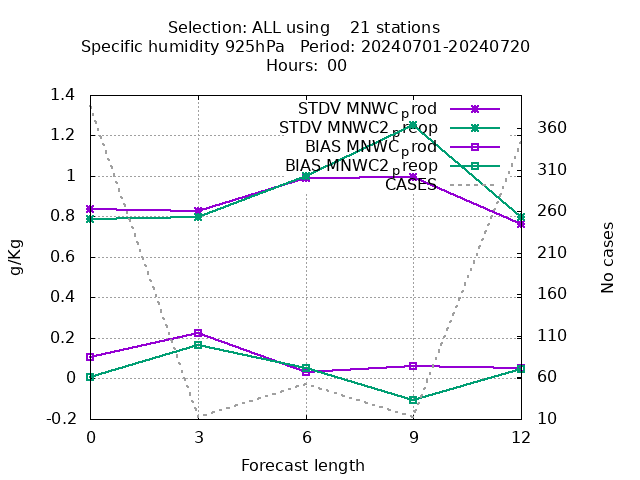 Selection: ALL using    21 stations
Specific humidity 925hPa   Period: 20240701-20240720
Hours:  00
STDV MNWC_prod
STDV MNWC2_preop
BIAS MNWC_prod
BIAS MNWC2_preop
CASES
1.4
1.2
1
0.8
0.6
0.4
0.2
0
-0.2
g/Kg
360
310
260
210
160
110
60
10
No cases
0 3 6 9 12
Forecast length